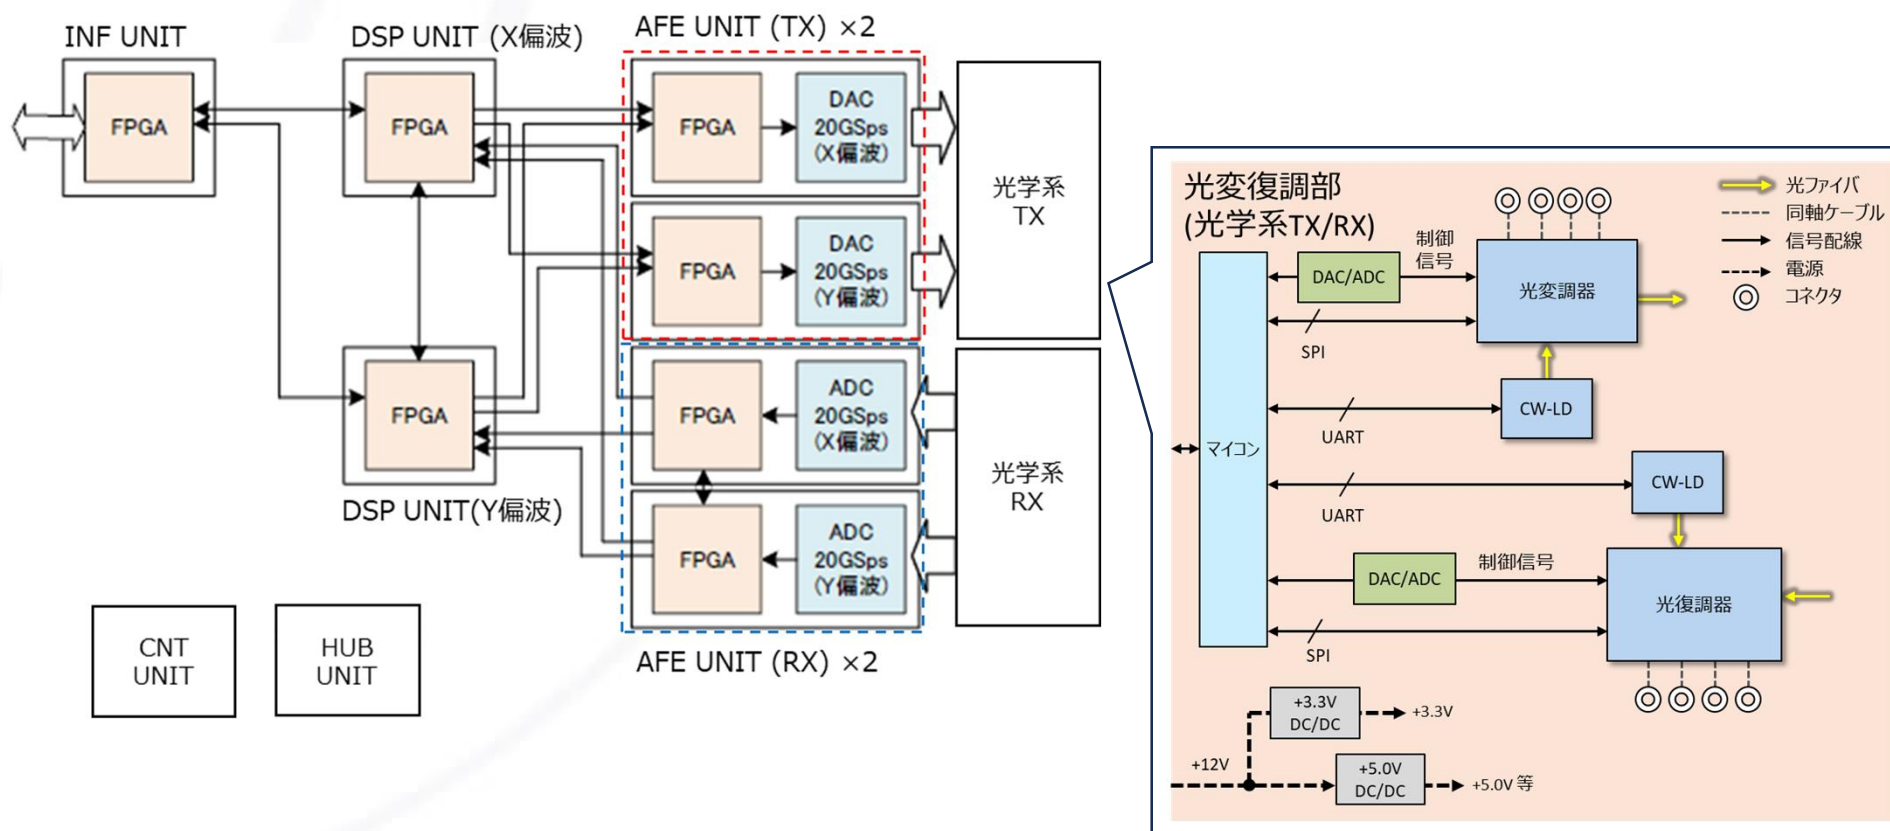 INF UNIT
FPGA
DSP UNIT (X偏波)
FPGA
AFE UNIT (TX) ×2
FPGA
DAC
20GSps
(X偏波)
FPGA
DAC
20GSps
(Y偏波)
光学系
TX
FPGA
DSP UNIT(Y偏波)
FPGA
ADC
20GSps
(X偏波)
FPGA
ADC
20GSps
(Y偏波)
AFE UNIT (RX) ×2
光学系
RX
CNT
UNIT
HUB
UNIT
光変復調部
(光学系TX/RX)
光ファイバ
同軸ケーブル
信号配線
電源
コネクタ
マイコン
DAC/ADC
制御
信号
光変調器
SPI
CW-LD
UART
CW-LD
UART
DAC/ADC
制御信号
光復調器
SPI
+12V
+3.3V
DC/DC
+3.3V
+5.0V
DC/DC
+5.0V 等